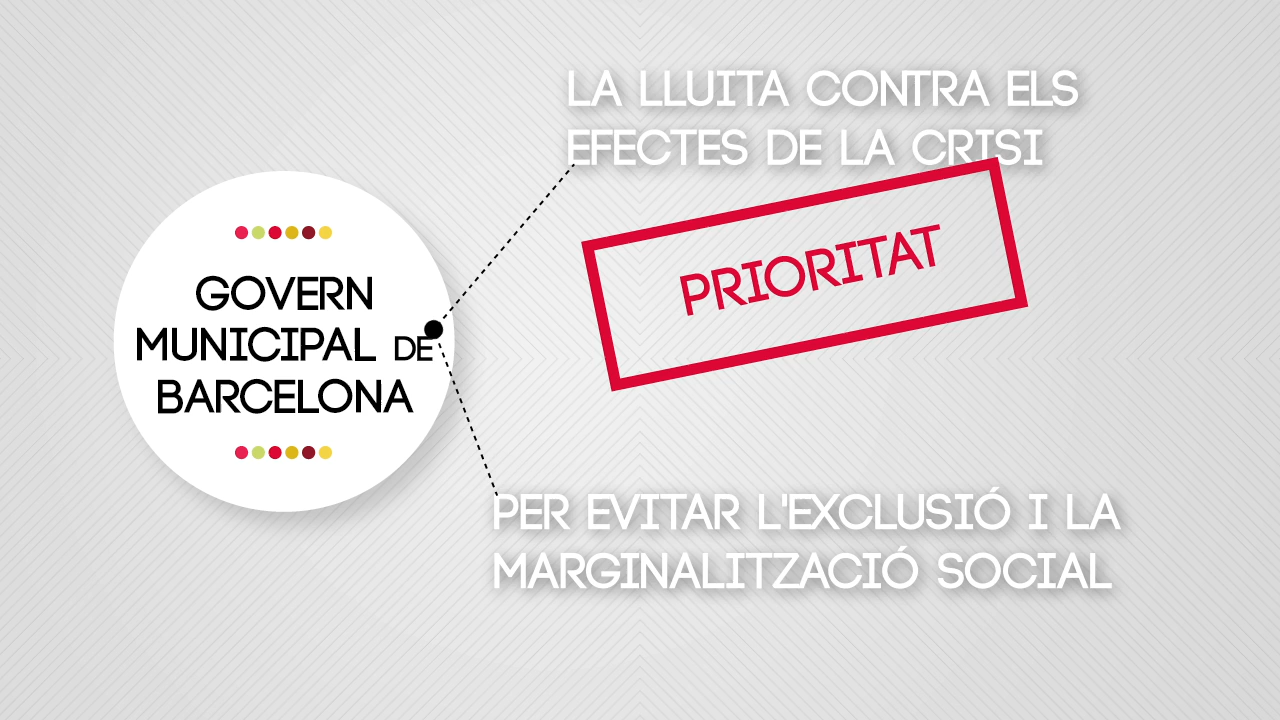 LA LLUITA CONTRA ELS
EFECTES DE LA CRISI
PRIORITAT
GOVERN
MUNICIPAL DE
BARCELONA
PER EVITAR L'EXCLUSIÓ I LA
MARGINALITZACIÓ SOCIAL